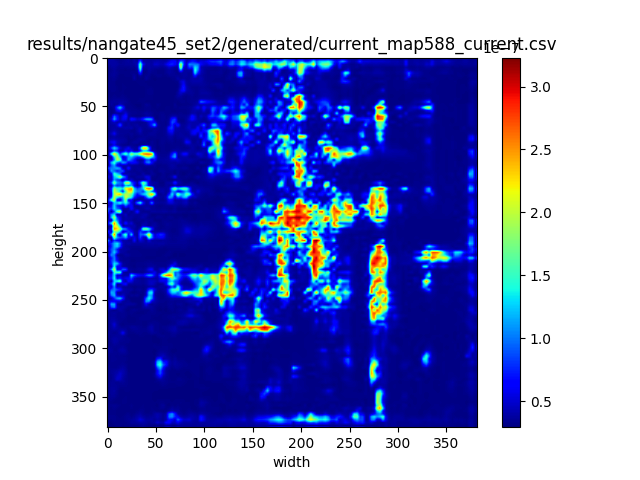 results/nangate45_set2/generated/current_map588_current.csv
1e−7
0
50
100
150
200
250
300
350
height
0 50 100 150 200 250 300 350
width
3.0
2.5
2.0
1.5
1.0
0.5